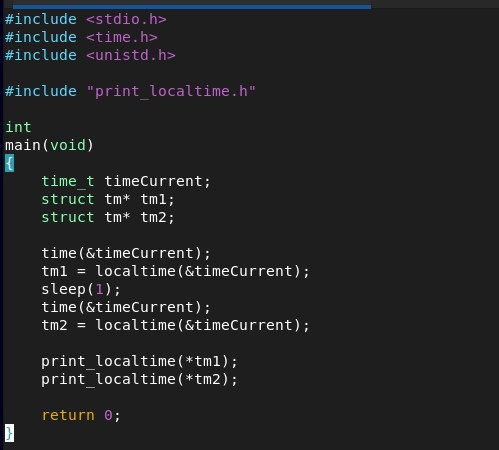 #include <stdio.h>
#include <time.h>
#include <unistd.h>
#include "print_localtime.h"
int
main(void)
{
    time_t timeCurrent;
    struct tm* tm1;
    struct tm* tm2;
    time(&timeCurrent);
    tm1 = localtime(&timeCurrent);
    sleep(1);
    time(&timeCurrent);
    tm2 = localtime(&timeCurrent);
    print_localtime(*tm1);
    print_localtime(*tm2);
    return 0;
}